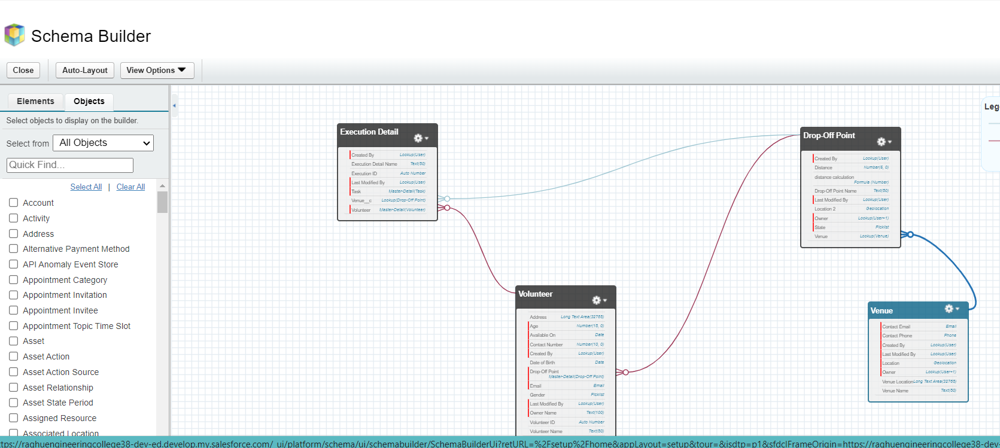 Schema Builder
Close
Auto-Layout
View Options
Elements
Objects
Select objects to display on the builder.
Select from
All Objects
Quick Find...
Select All | Clear All
Account
Activity
Address
Alternative Payment Method
API Anomaly Event Store
Appointment Category
Appointment Invitation
Appointment Invitee
Appointment Topic Time Slot
Asset
Asset Action
Asset Action Source
Asset Relationship
Asset State Period
Assigned Resource
Associated Location
Execution Detail
Created By Lookup(User)
Execution Detail Name Text(80)
Execution ID Auto Number
Last Modified By Lookup(User)
Task Master-Detail(Task)
Venue__c Lookup(Drop-Off Point)
Volunteer Master-Detail(Volunteer)
Drop-Off Point
Created By Lookup(User)
Distance Number(5, 0)
distance calculation
Formula (Number)
Drop-Off Point Name Text(80)
Last Modified By Lookup(User)
Location 2 Geolocation
Owner Lookup(User+1)
State Picklist
Venue Lookup(Venue)
Volunteer
Address Long Text Area(32768)
Age Number(18, 0)
Available On Date
Contact Number Number(10, 0)
Created By Lookup(User)
Date of Birth Date
Drop-Off Point
Master-Detail(Drop-Off Point)
Email Email
Gender Picklist
Last Modified By Lookup(User)
Owner Name Text(100)
Volunteer ID Auto Number
Volunteer Name Text(80)
Venue
Contact Email Email
Contact Phone Phone
Created By Lookup(User)
Last Modified By Lookup(User)
Location Geolocation
Owner Lookup(User+1)
Venue Location Long Text Area(32768)
Venue Name Text(80)
Leg
ttps://raghuengineeringcollege38-dev-ed.develop.my.salesforce.com/_ui/platform/schema/ui/schemabuilder/SchemaBuilderUi?retURL=%2Fsetup%2Fhome&appLayout=setup&tour=&isdtp=p1&sfdcIFrameOrigin=https://raghuengineeringcollege38-dev